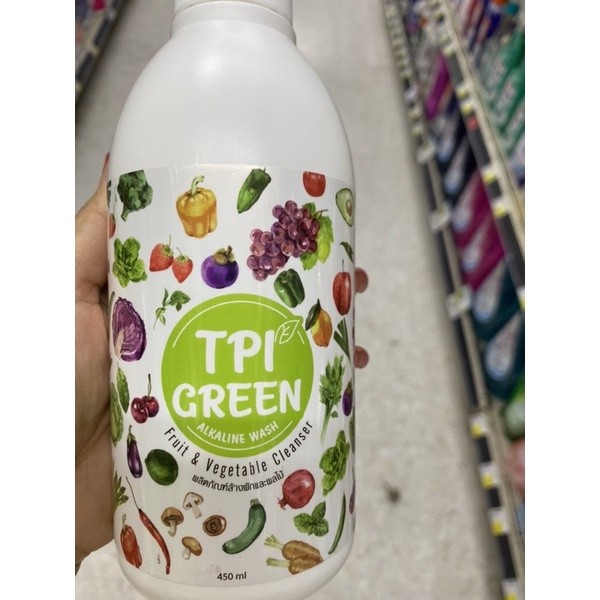 TPI
GREEN
ALKALINE WASH
Fruit & Vegetable Cleanser
ผลิตภัณฑ์ล้างผักและผลไม้
450 ml